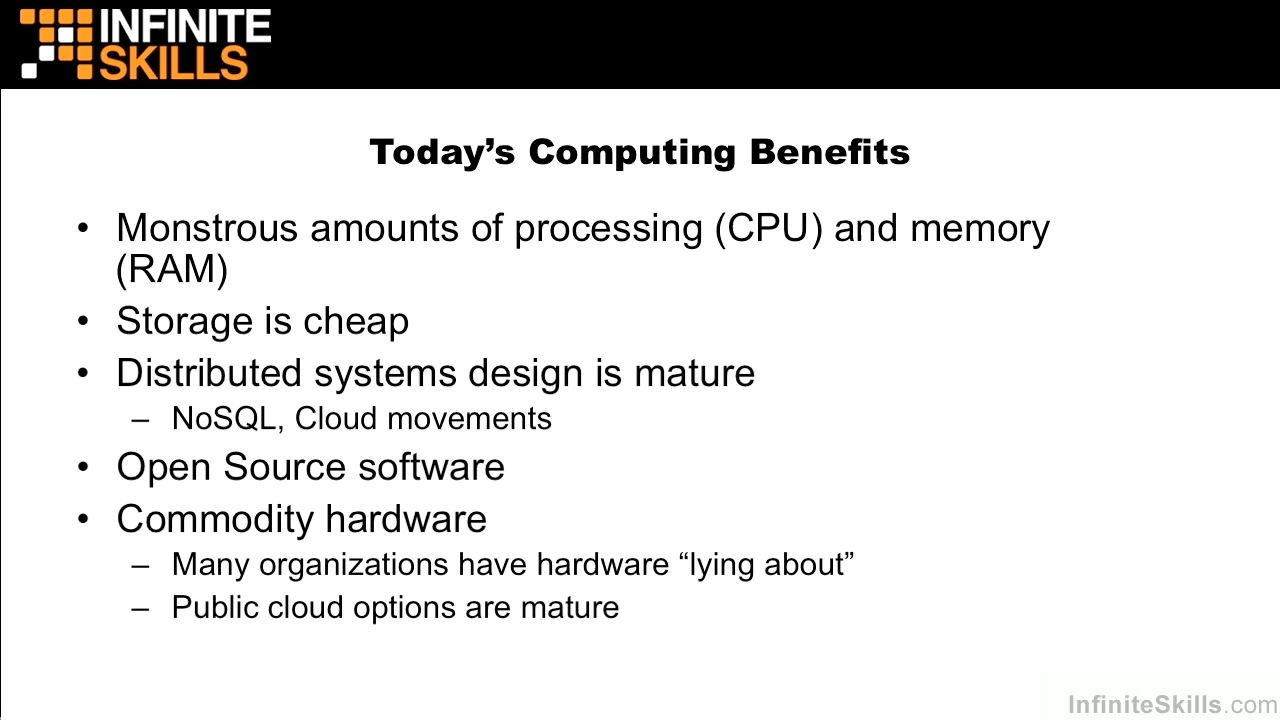 INFINITE
SKILLS
Today’s Computing Benefits
• Monstrous amounts of processing (CPU) and memory
(RAM)
• Storage is cheap
• Distributed systems design is mature
– NoSQL, Cloud movements
• Open Source software
• Commodity hardware
– Many organizations have hardware “lying about”
– Public cloud options are mature
InfiniteSkills.com